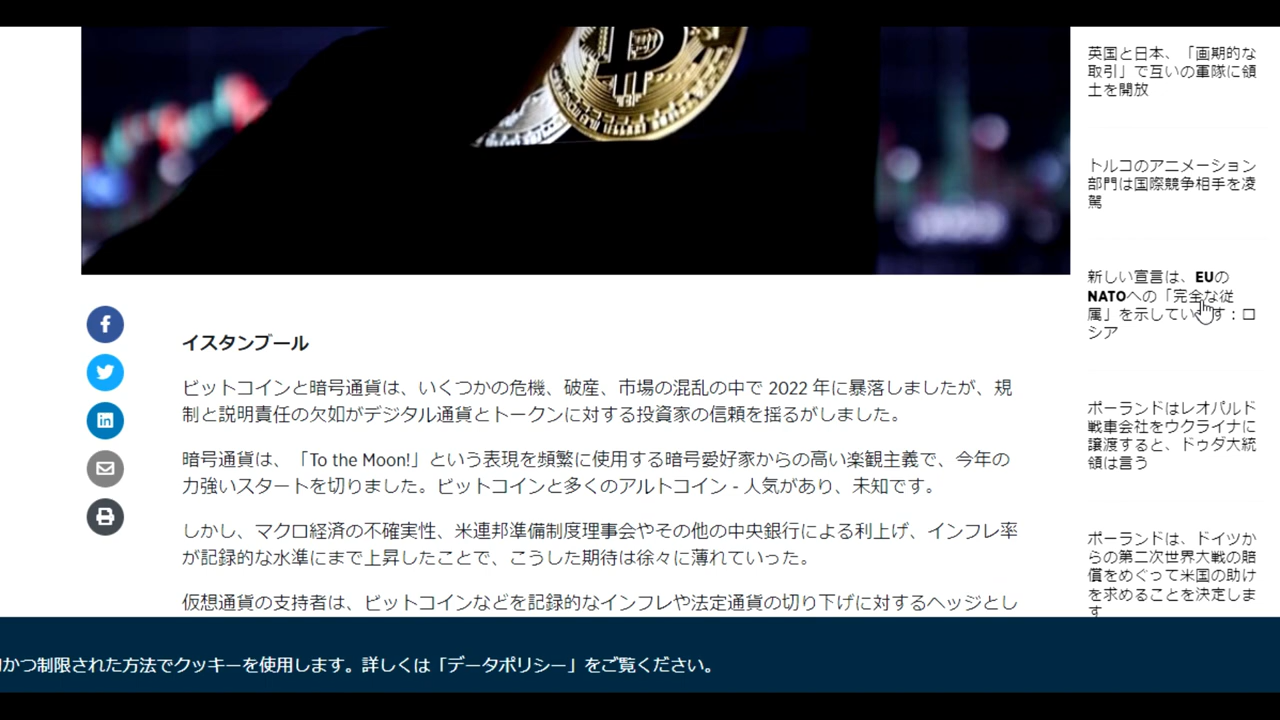 イスタンブール
ビットコインと暗号通貨は、いくつかの危機、破産、市場の混乱の中で 2022 年に暴落しましたが、規
制と説明責任の欠如がデジタル通貨とトークンに対する投資家の信頼を揺るがしました。
暗号通貨は、「To the Moon!」という表現を頻繁に使用する暗号愛好家からの高い楽観主義で、今年の
力強いスタートを切りました。ビットコインと多くのアルトコイン - 人気があり、未知です。
しかし、マクロ経済の不確実性、米連邦準備制度理事会やその他の中央銀行による利上げ、インフレ率
が記録的な水準にまで上昇したことで、こうした期待は徐々に薄れていった。
仮想通貨の支持者は、ビットコインなどを記録的なインフレや法定通貨の切り下げに対するヘッジとし
英国と日本、「画期的な
取引」で互いの軍隊に領
土を開放
トルコのアニメーション
部門は国際競争相手を凌
駕
新しい宣言は、EUの
NATOへの「完全な従
属」を示しています：ロ
シア
ポーランドはレオパルド
戦車会社をウクライナに
譲渡すると、ドゥダ大統
領は言う
ポーランドは、ドイツか
らの第二次世界大戦の賠
償をめぐって米国の助け
を求めることを決定しま
す
かつ制限された方法でクッキーを使用します。詳しくは「データポリシー」をご覧ください。